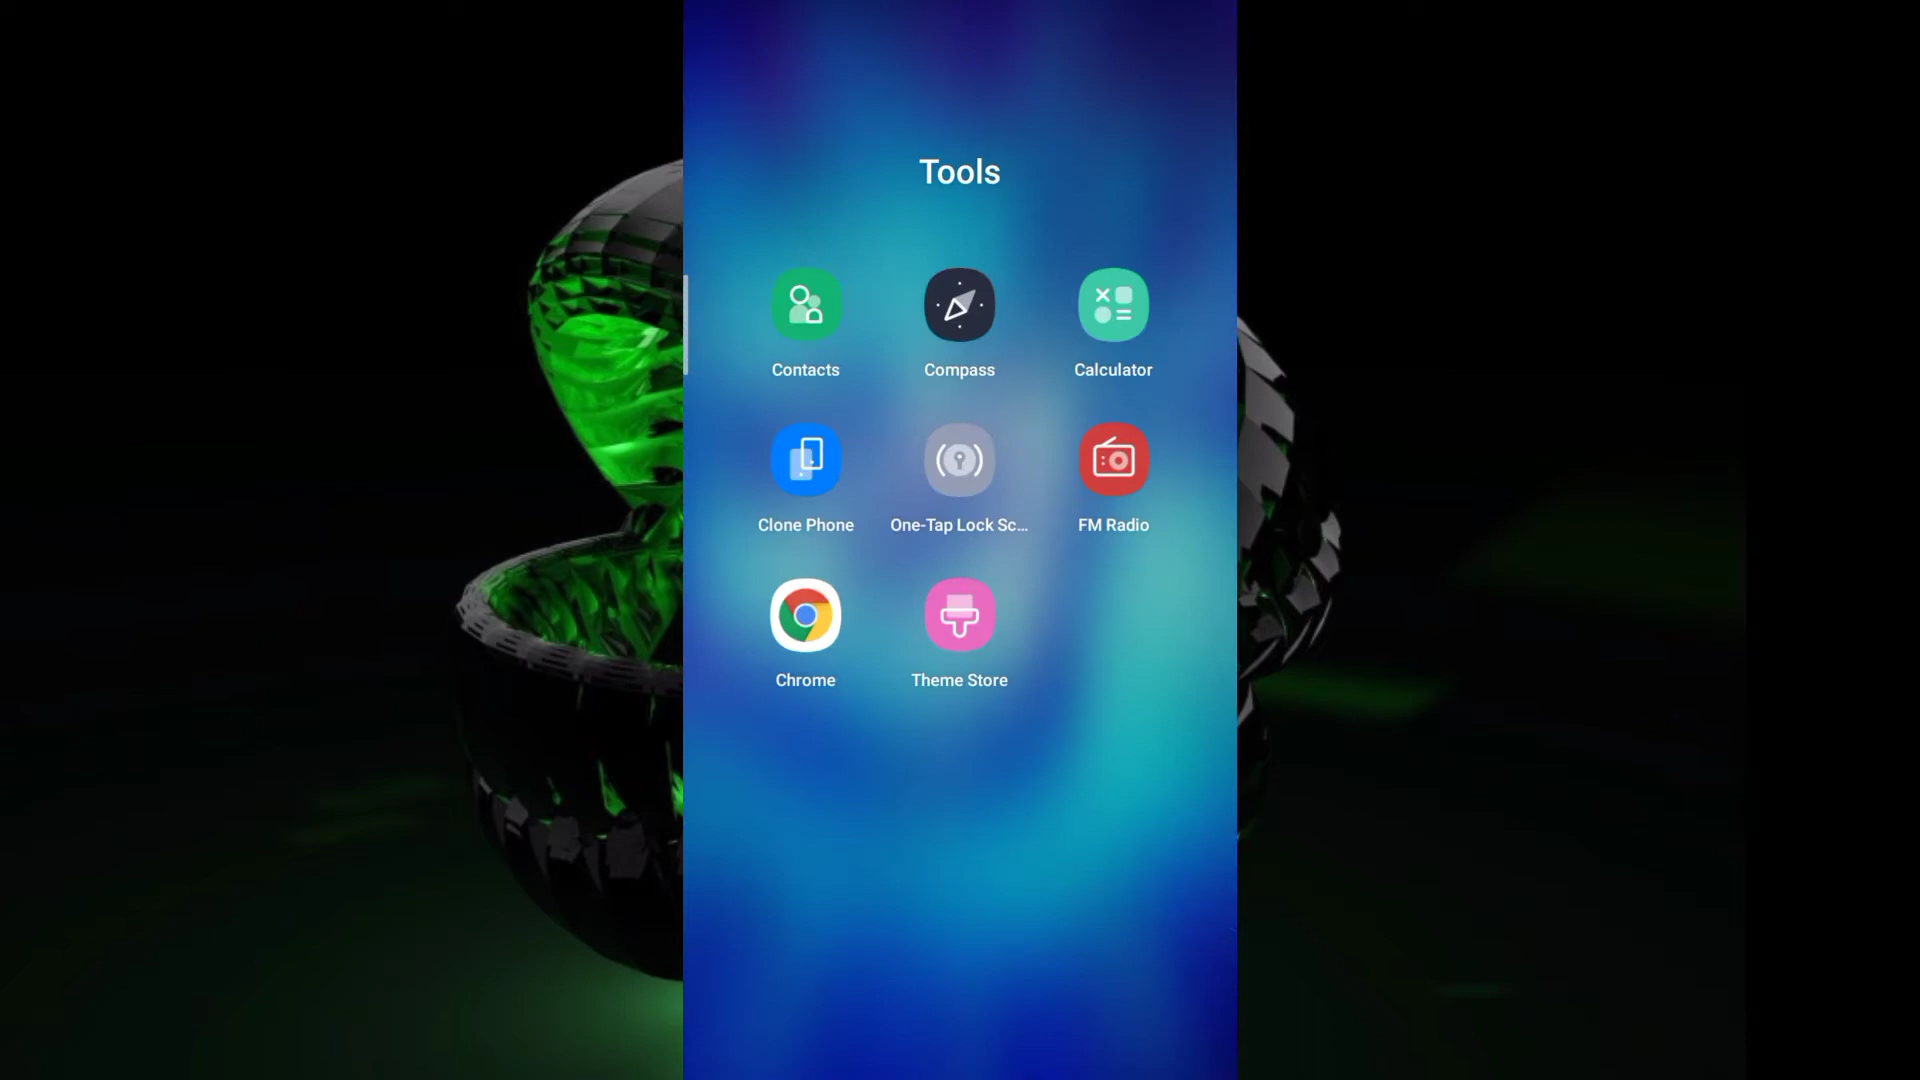 Tools
Contacts
Compass
Calculator
Clone Phone
One-Tap Lock Sc...
FM Radio
Chrome
Theme Store